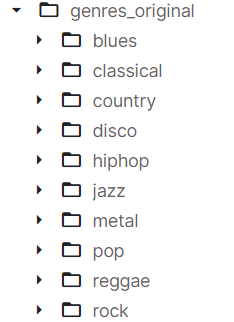 genres_original
blues
classical
country
disco
hiphop
jazz
metal
pop
reggae
rock